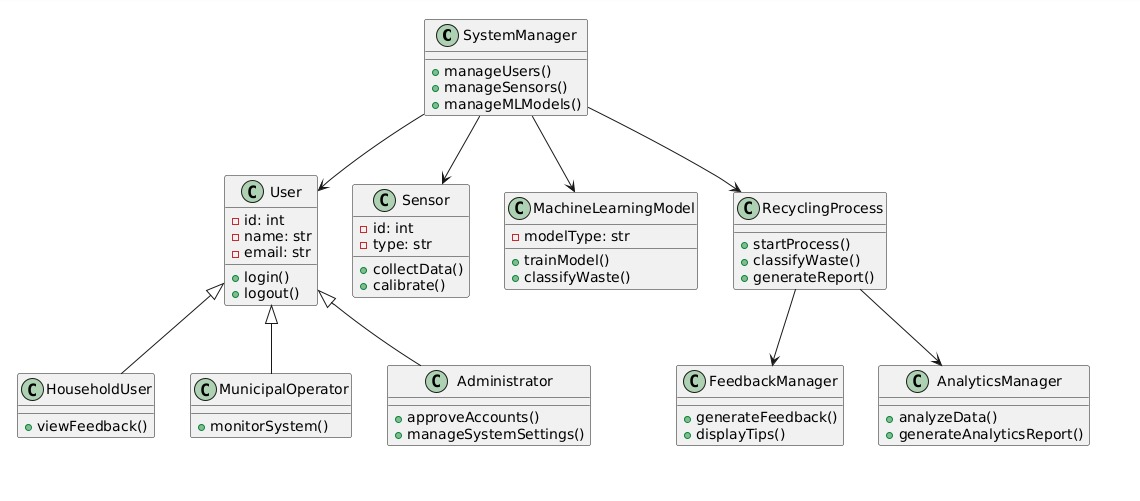 C SystemManager
manageUsers()
manageSensors()
manageMLModels()
C User
id: int
name: str
email: str
login()
logout()
C Sensor
id: int
type: str
collectData()
calibrate()
C MachineLearningModel
modelType: str
trainModel()
classifyWaste()
C RecyclingProcess
startProcess()
classifyWaste()
generateReport()
C HouseholdUser
viewFeedback()
C MunicipalOperator
monitorSystem()
C Administrator
approveAccounts()
manageSystemSettings()
C FeedbackManager
generateFeedback()
displayTips()
C AnalyticsManager
analyzeData()
generateAnalyticsReport()